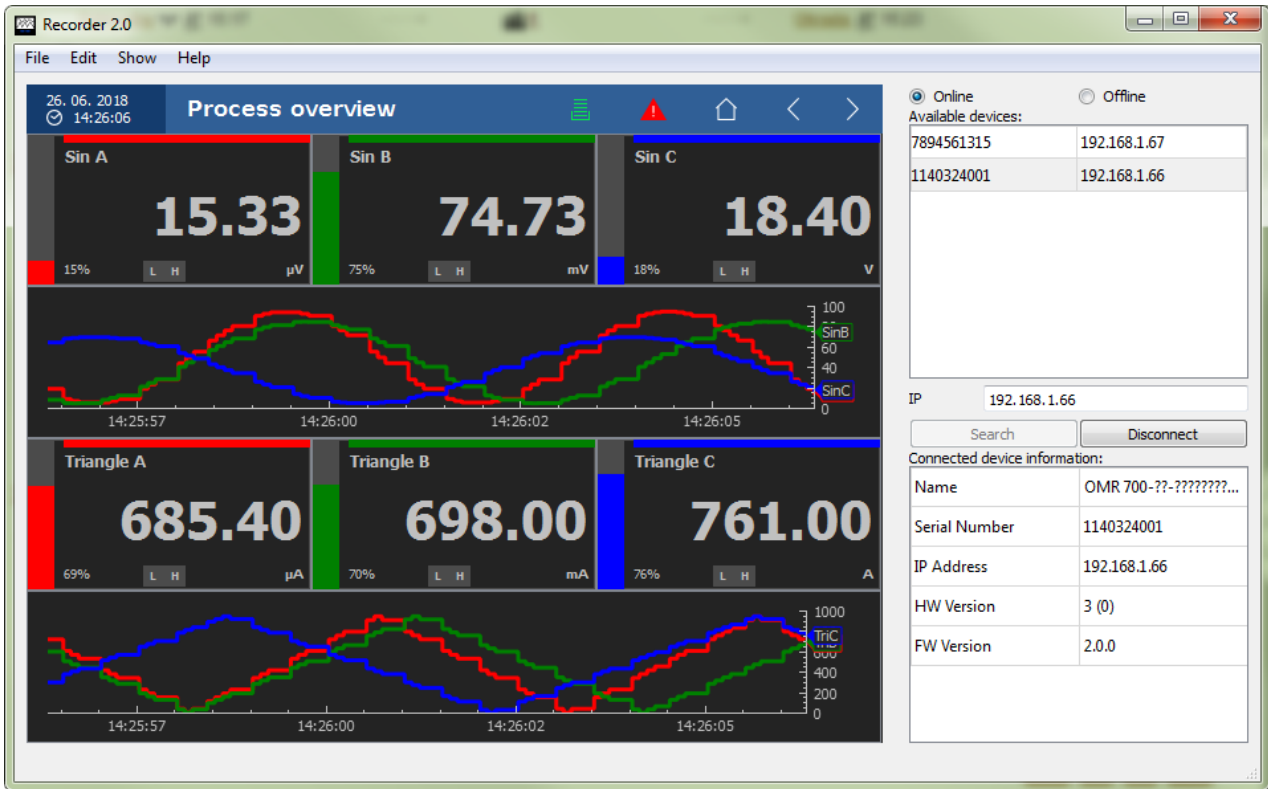 Recorder 2.0
File Edit Show Help
26. 06. 2018
14:26:06
Process overview
Sin A
15.33
15% L H µV
Sin B
74.73
75% L H mV
Sin C
18.40
18% L H V
100
SinB
60
40
SinC
0
14:25:57 14:26:00 14:26:02 14:26:05
Triangle A
685.40
69% L H µA
Triangle B
698.00
70% L H mA
Triangle C
761.00
76% L H A
1000
TriC
600
400
200
0
14:25:57 14:26:00 14:26:02 14:26:05
Online Offline
Available devices:
7894561315 192.168.1.67
1140324001 192.168.1.66
IP 192.168.1.66
Search Disconnect
Connected device information:
Name OMR 700-??-????????...
Serial Number 1140324001
IP Address 192.168.1.66
HW Version 3 (0)
FW Version 2.0.0